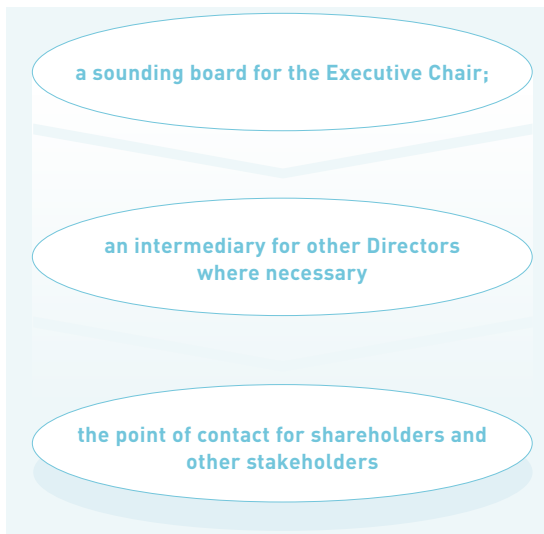 a sounding board for the Executive Chair;
an intermediary for other Directors
where necessary
the point of contact for shareholders and
other stakeholders